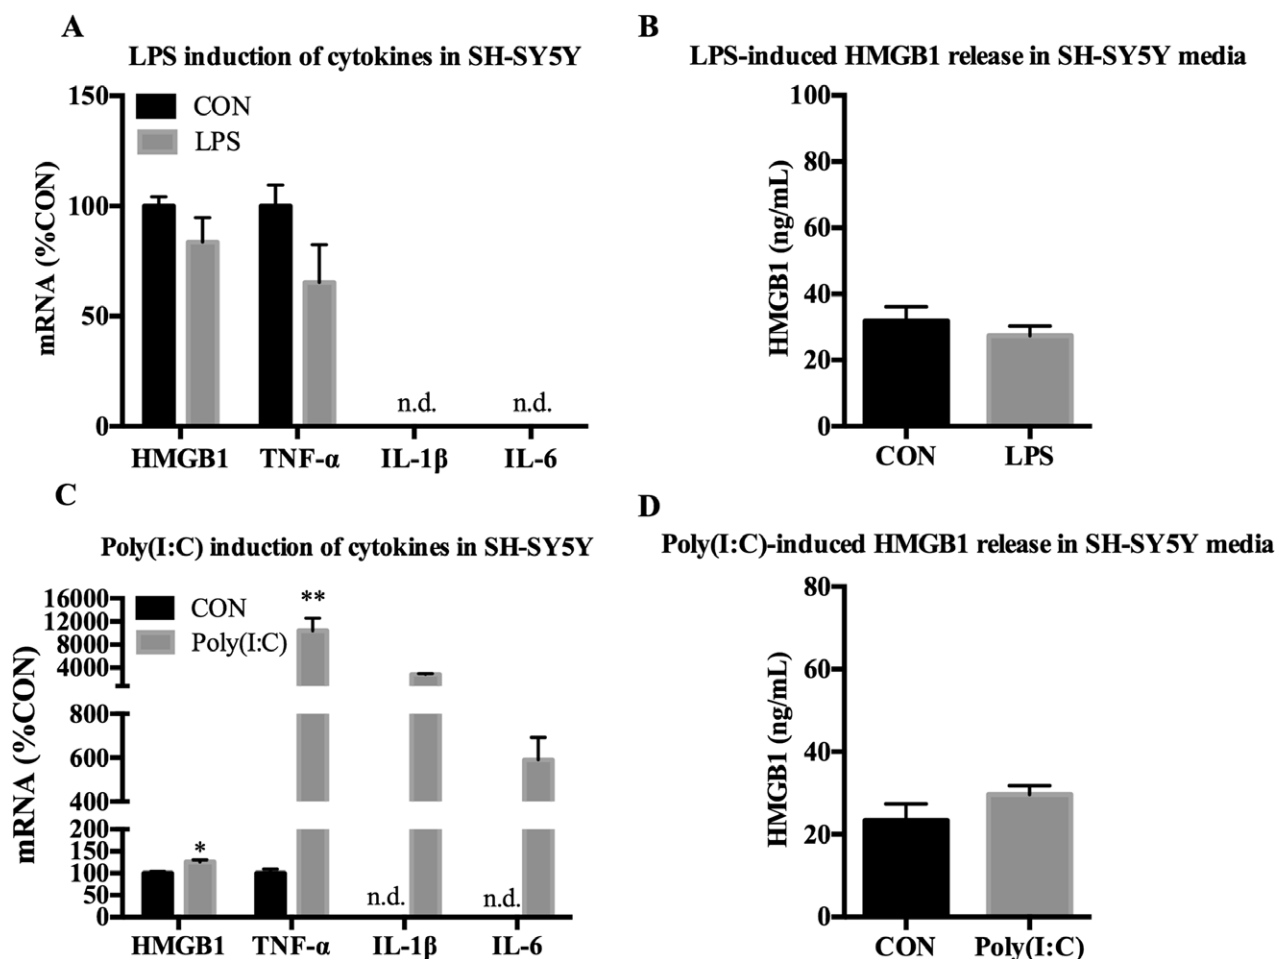 A
LPS induction of cytokines in SH-SY5Y
mRNA (%CON)
150
100
50
0
CON
LPS
n.d.
n.d.
HMGB1 TNF-α IL-1β IL-6
B
LPS-induced HMGB1 release in SH-SY5Y media
HMGB1 (ng/mL)
100
80
60
40
20
0
CON LPS
C
Poly(I:C) induction of cytokines in SH-SY5Y
mRNA (%CON)
16000
12000
8000
4000
800
600
400
200
150
100
50
0
CON
Poly(I:C)
**
*
n.d.
n.d.
HMGB1 TNF-α IL-1β IL-6
D
Poly(I:C)-induced HMGB1 release in SH-SY5Y media
HMGB1 (ng/mL)
80
60
40
20
0
CON Poly(I:C)